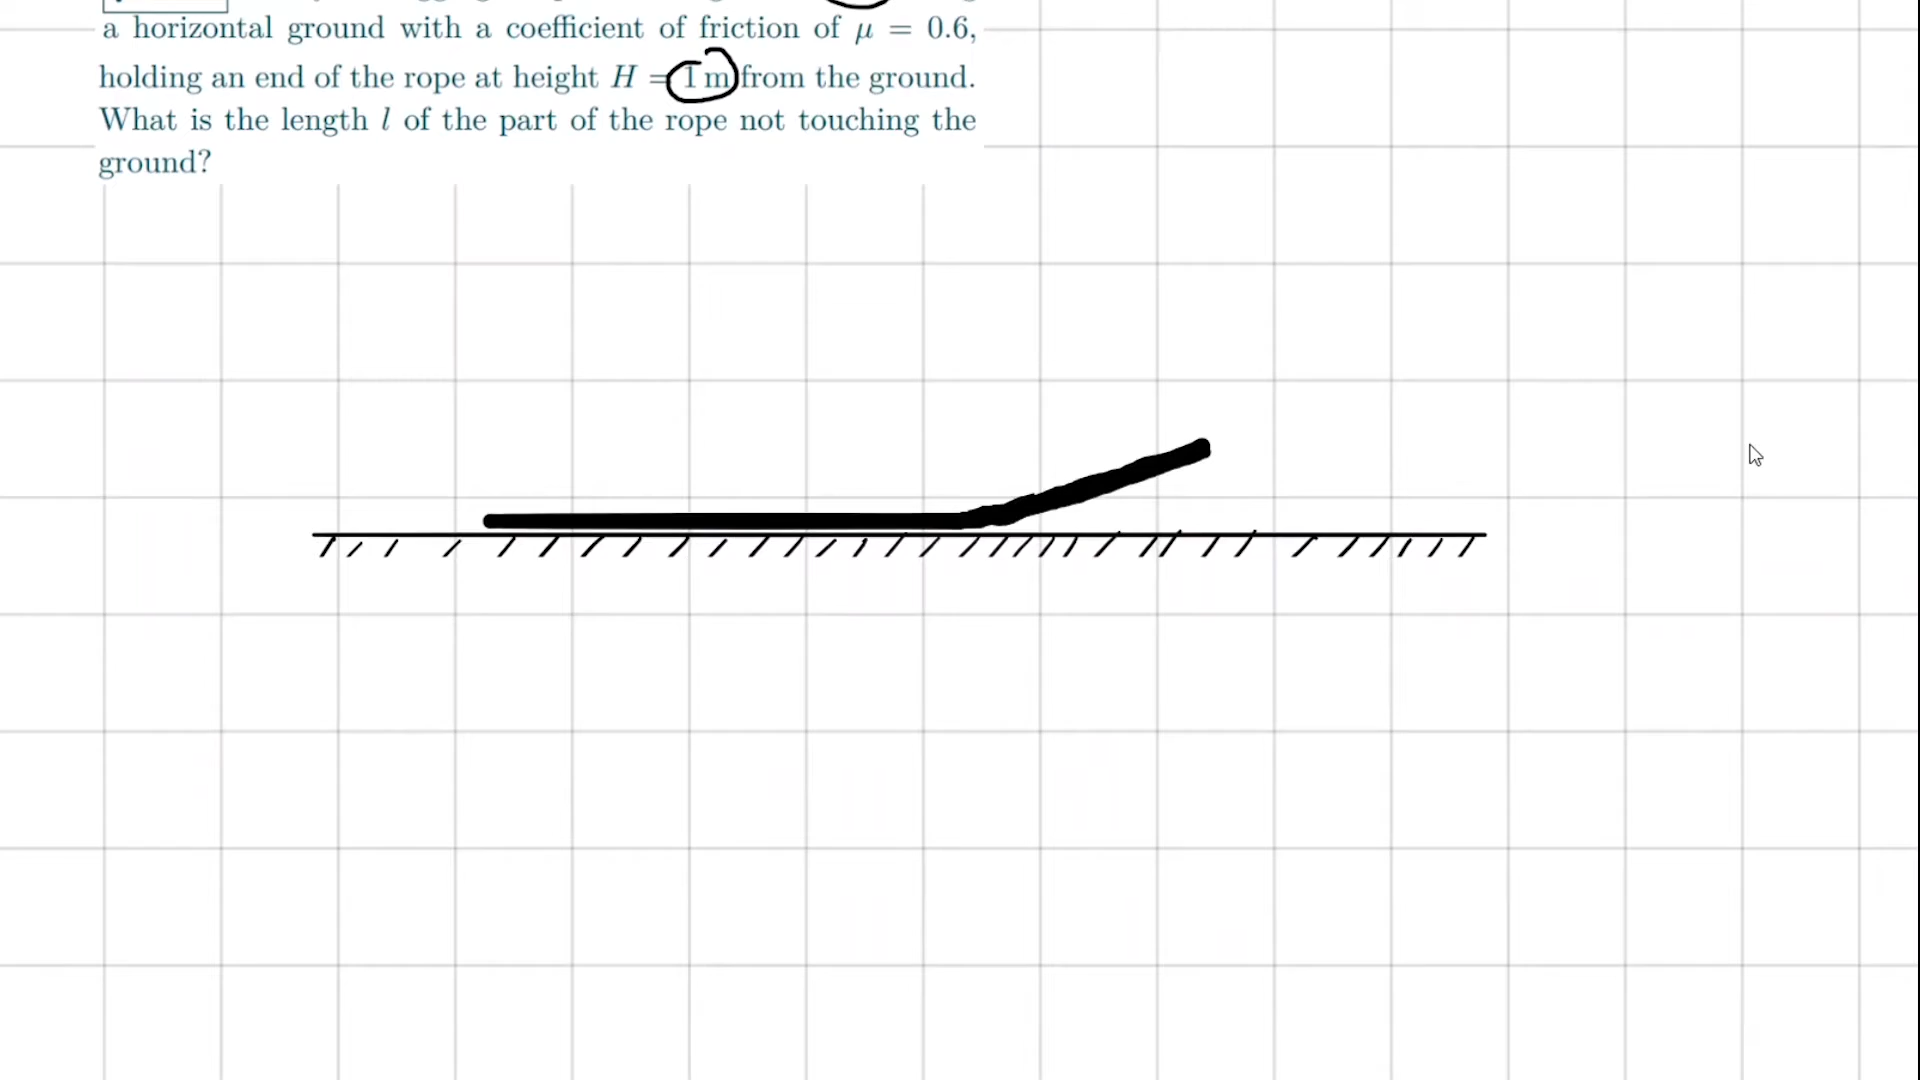 a horizontal ground with a coefficient of friction of μ = 0.6,
holding an end of the rope at height H = 1 m from the ground.
What is the length l of the part of the rope not touching the
ground?